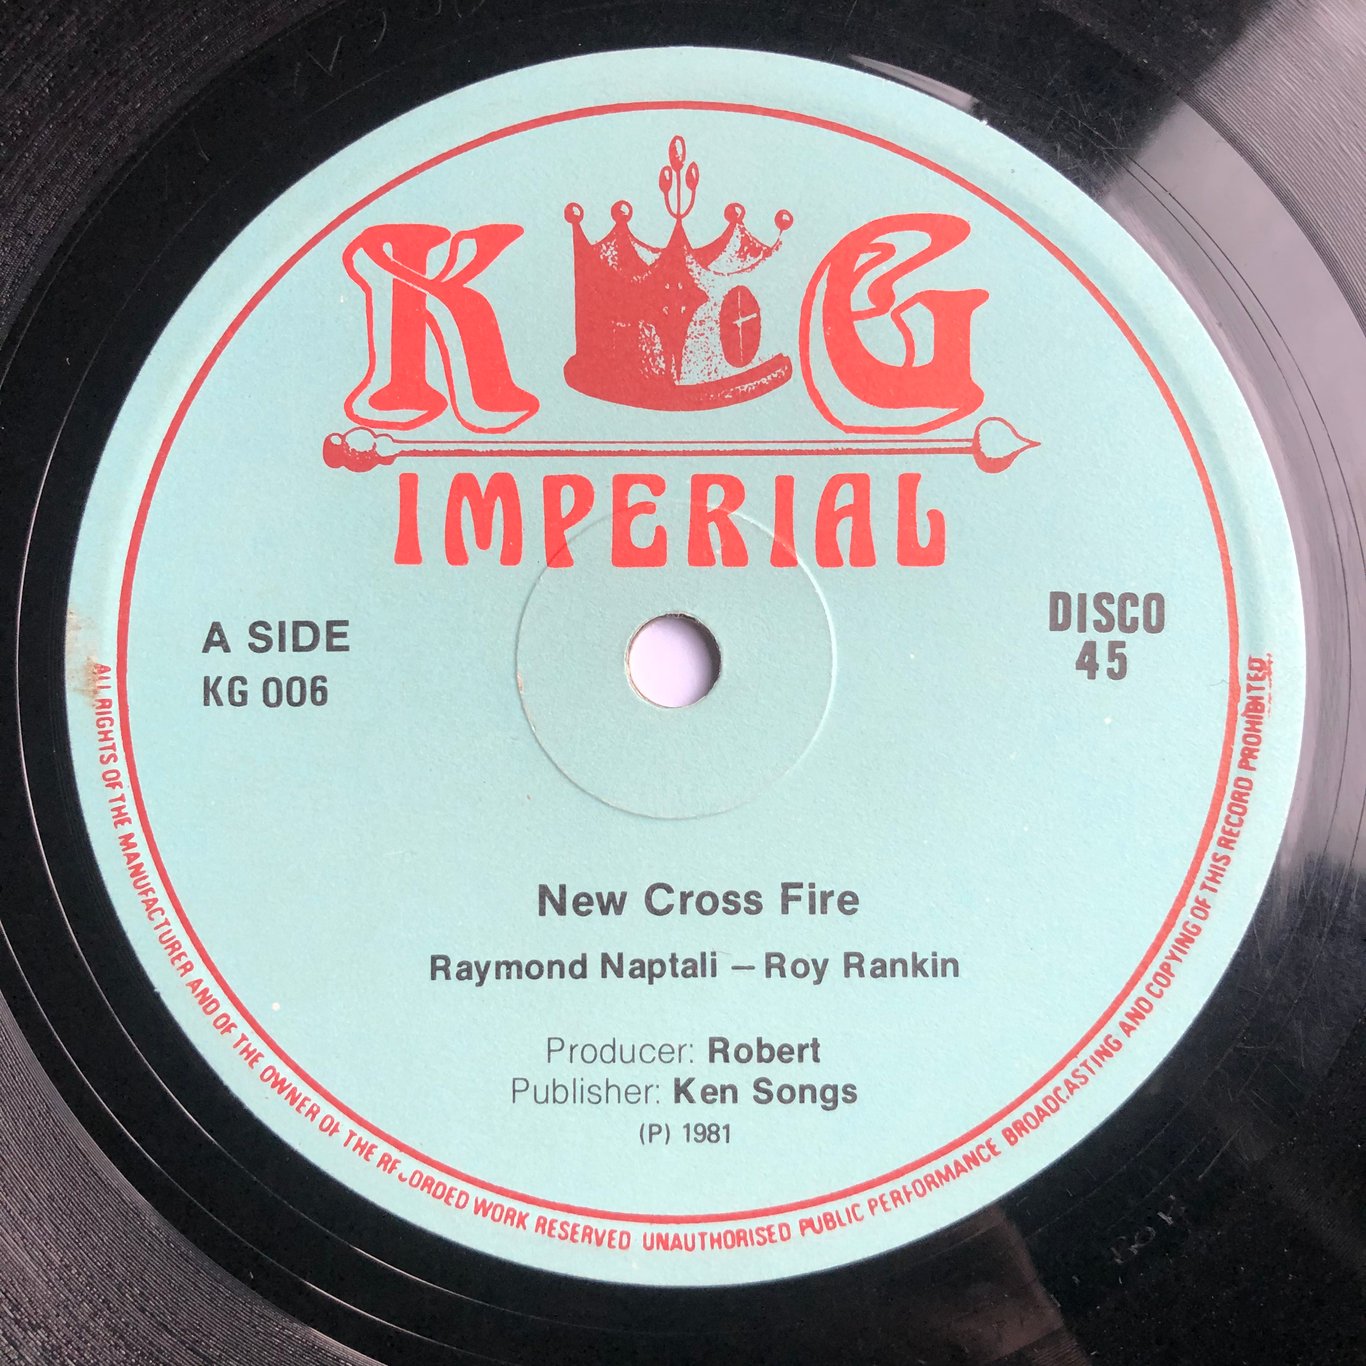 K G
IMPERIAL
A SIDE
KG 006
DISCO
45
New Cross Fire
Raymond Naptali – Roy Rankin
Producer: Robert
Publisher: Ken Songs
(P) 1981
ALL RIGHTS OF THE MANUFACTURER AND OF THE OWNER OF THE RECORDED WORK RESERVED UNAUTHORISED PUBLIC PERFORMANCE BROADCASTING AND COPYING OF THIS RECORD PROHIBITED